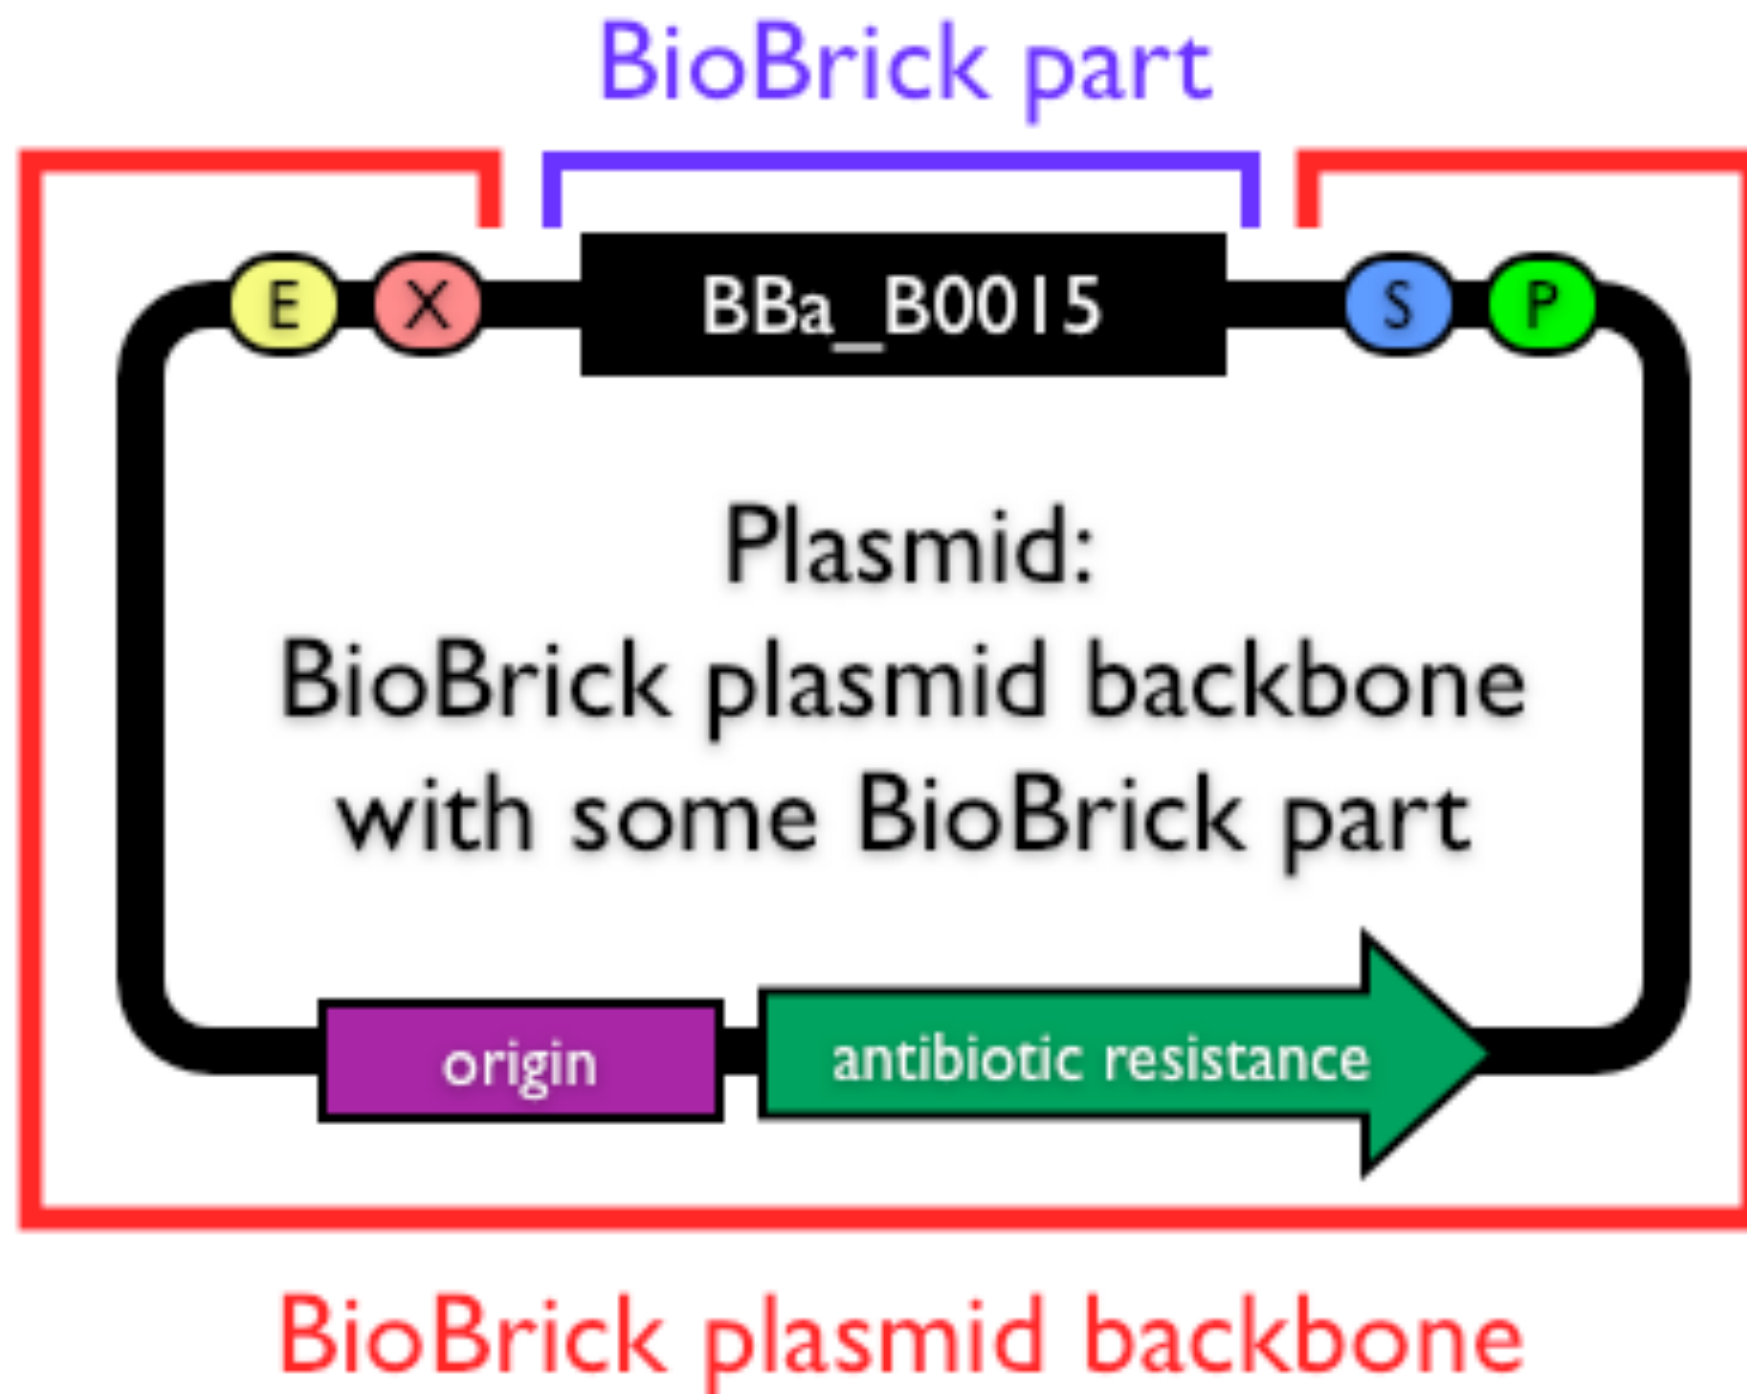 BioBrick part
E X BBa_B0015 S P
Plasmid:
BioBrick plasmid backbone
with some BioBrick part
origin antibiotic resistance
BioBrick plasmid backbone